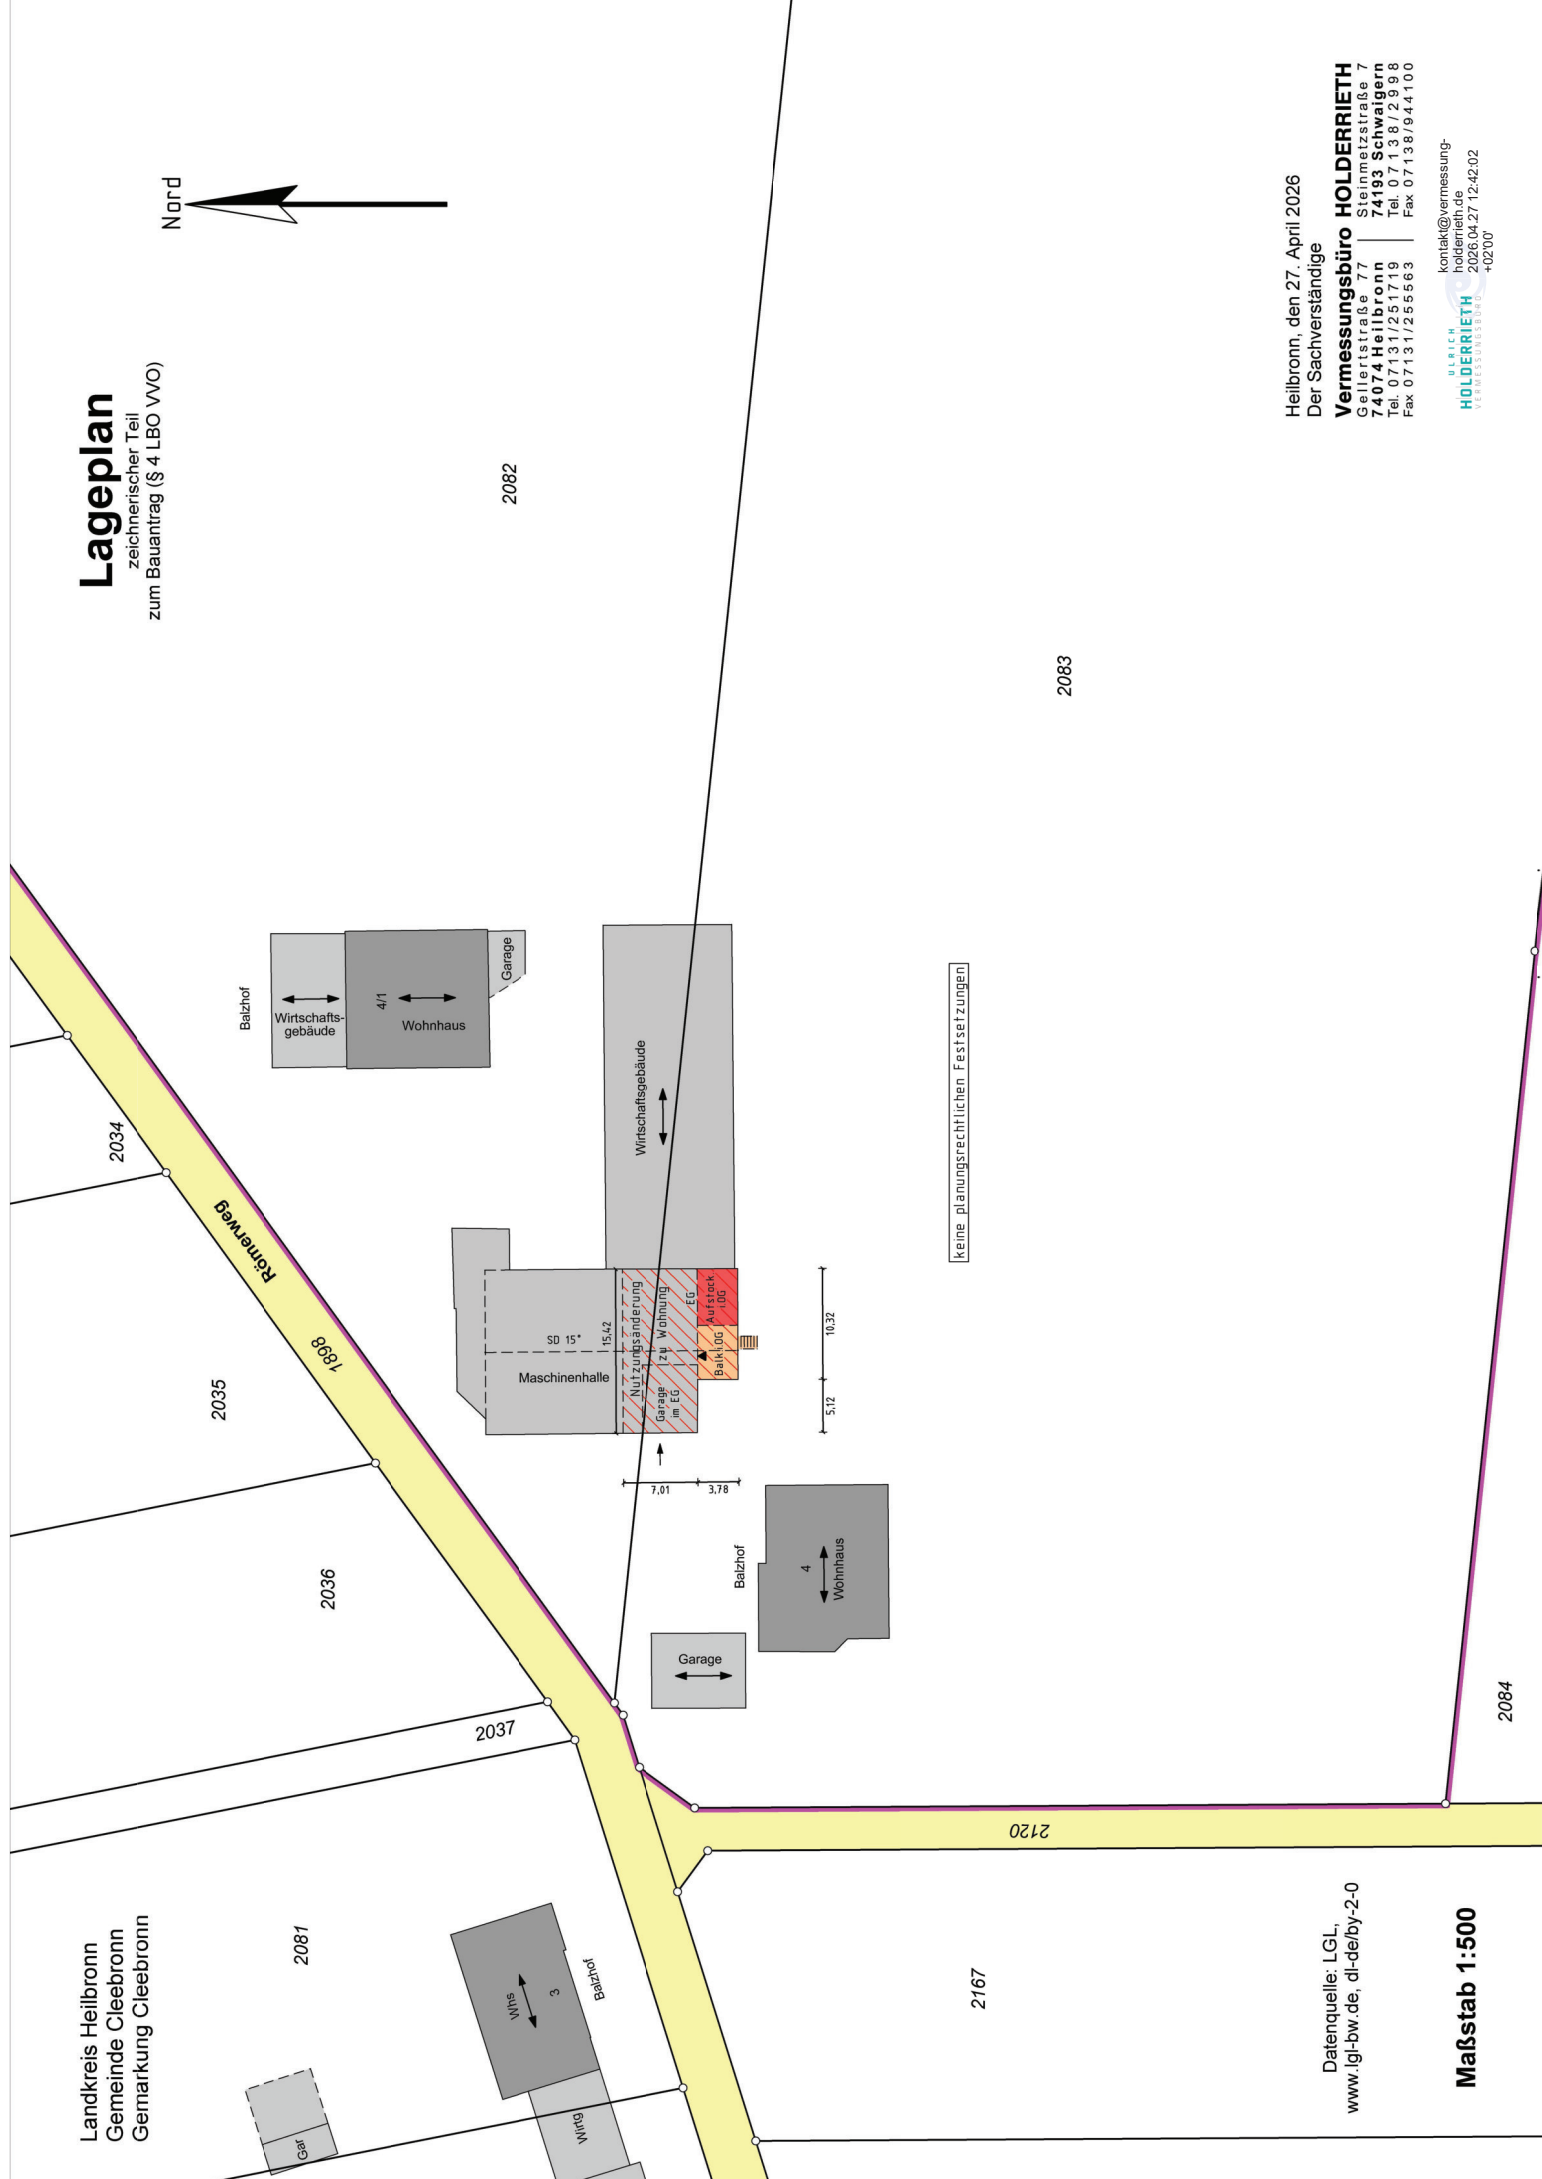 Landkreis Heilbronn
Gemeinde Cleebronn
Gemarkung Cleebronn
Lageplan
zeichnerischer Teil
zum Bauantrag (§ 4 LBO VVO)
Nord
2034
2035
2036
2037
2081
2082
2083
2084
2120
2167
Römerweg
1898
Balzhof
Wirtschafts-
gebäude
4/1
Wohnhaus
Garage
Wirtschaftsgebäude
SD 15°
Maschinenhalle
15,42
Nutzungsänderung
zu Wohnung
EG
Garage
im EG
Aufstock.
i.OG
Balk.i.OG
10,32
5,12
7,01
3,78
Balzhof
4
Wohnhaus
Garage
Whs
3
Balzhof
Wirtg
Gar
keine planungsrechtlichen Festsetzungen
Datenquelle: LGL,
www.lgl-bw.de, dl-de/by-2-0
Maßstab 1:500
Heilbronn, den 27. April 2026
Der Sachverständige
Vermessungsbüro HOLDERRIETH
Gellertstraße 77
74074 Heilbronn
Tel. 07131/251719
Fax 07131/255563
Steinmetzstraße 7
74193 Schwaigern
Tel. 07138/2998
Fax 07138/944100
ULRICH
HOLDERRIETH
VERMESSUNGSBÜRO
kontakt@vermessung-
holderrieth.de
2026.04.27 12:42:02
+02'00'